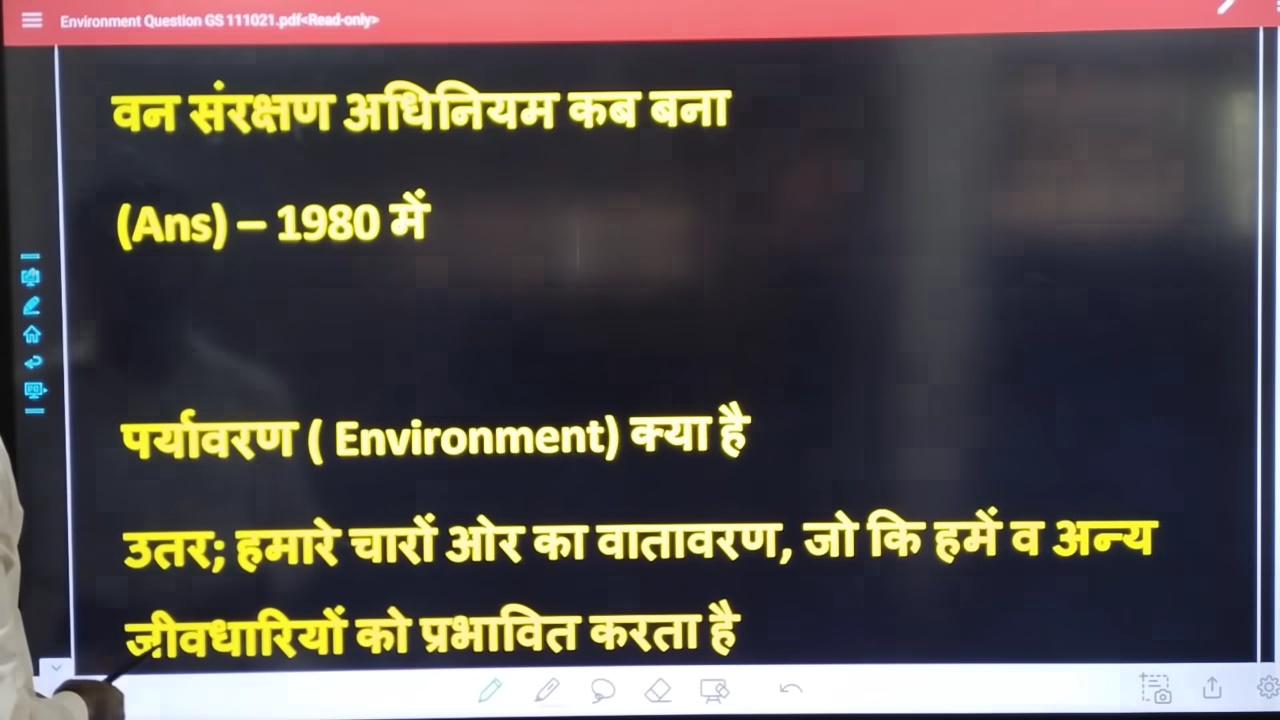 Environment Question GS 111021.pdf<Read-only>
वन संरक्षण अधिनियम कब बना
(Ans) – 1980 में
पर्यावरण ( Environment) क्या है
उतर; हमारे चारों ओर का वातावरण, जो कि हमें व अन्य
जीवधारियों को प्रभावित करता है